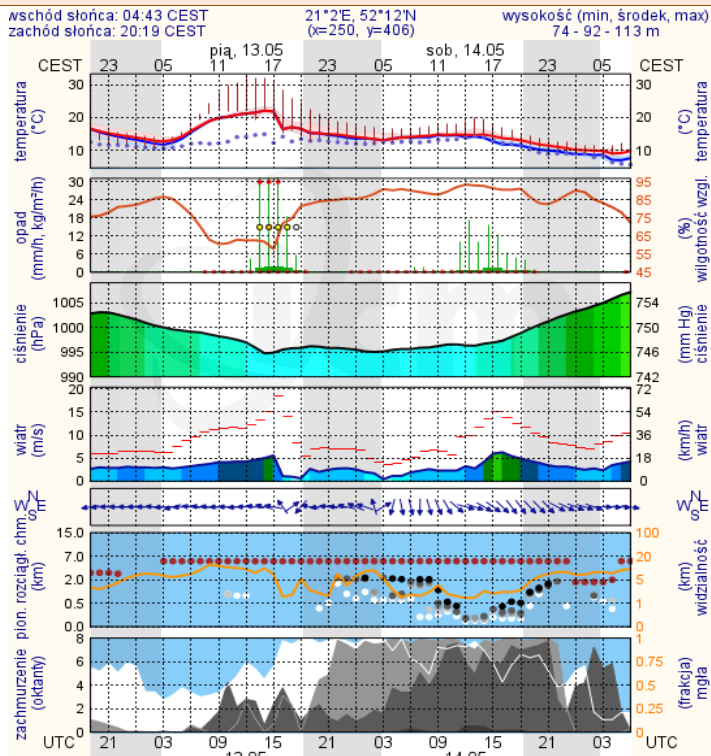 wschód słońca: 04:43 CEST 21°2'E, 52°12'N wysokość (min, środek, max)
zachód słońca: 20:19 CEST (x=250, y=406) 74 - 92 - 113 m
pią, 13.05 sob, 14.05
CEST 23 05 11 17 23 05 11 17 23 05 CEST
temperatura (°C)
30 20 10
30 20 10
temperatura (°C)
opad (mm/h, kg/m²/h)
30 24 18 12 6 0
95 85 75 65 55 45
(%) wilgotność wzgl.
ciśnienie (hPa)
1005 1000 995 990
754 750 746 742
(mm Hg) ciśnienie
wiatr (m/s)
20 15 10 5 0
72 54 36 18 0
(km/h) wiatr
N W E S
N W E S
pion. rozciągł. chm. (km)
15.0 7.0 2.0 0.5 0.0
100 20 5 1 0
(km) widzialność
zachmurzenie (oktanty)
8 6 4 2 0
1 0.75 0.5 0.25 0
(frakcja) mgła
UTC 21 03 09 15 21 03 09 15 21 03 UTC
13.05 14.05